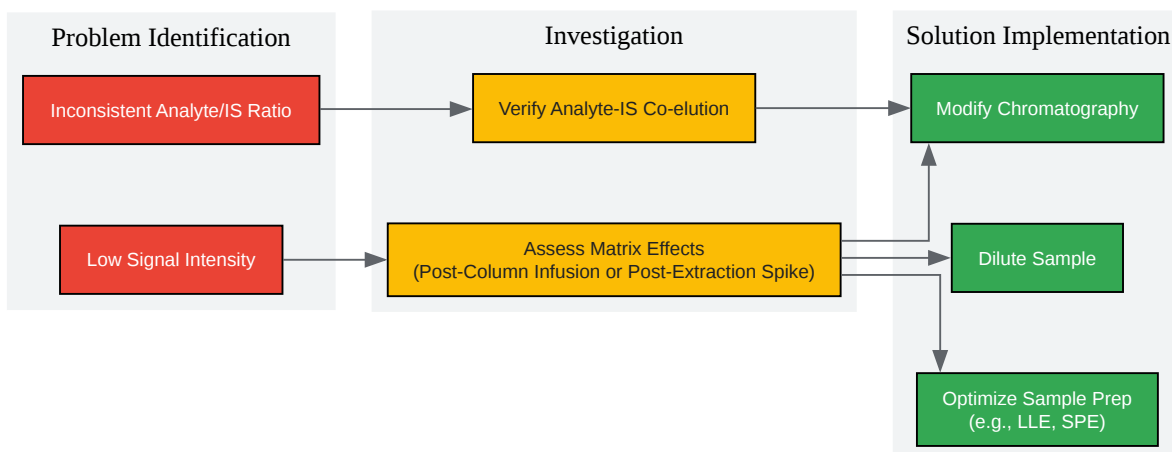 Problem Identification
Investigation
Solution Implementation
Inconsistent Analyte/IS Ratio
Verify Analyte-IS Co-elution
Modify Chromatography
Low Signal Intensity
Assess Matrix Effects
(Post-Column Infusion or Post-Extraction Spike)
Dilute Sample
Optimize Sample Prep
(e.g., LLE, SPE)